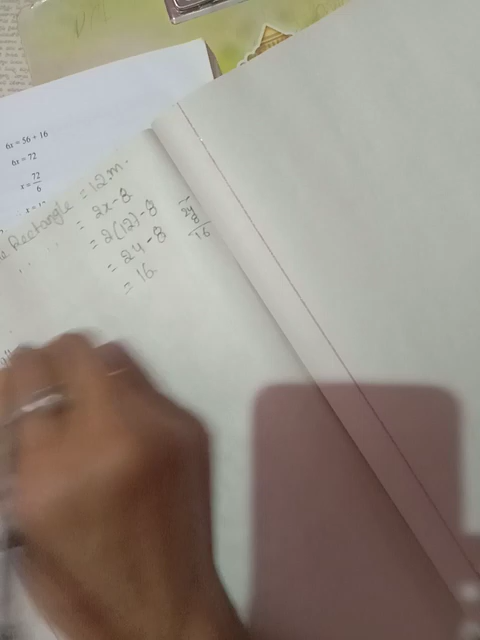 6x = 56 + 16
6x = 72
x = 72/6
Rectangle = 12 m.
= 2x - 8
= 2(12) - 8
= 24 - 8
= 16
24
8
16